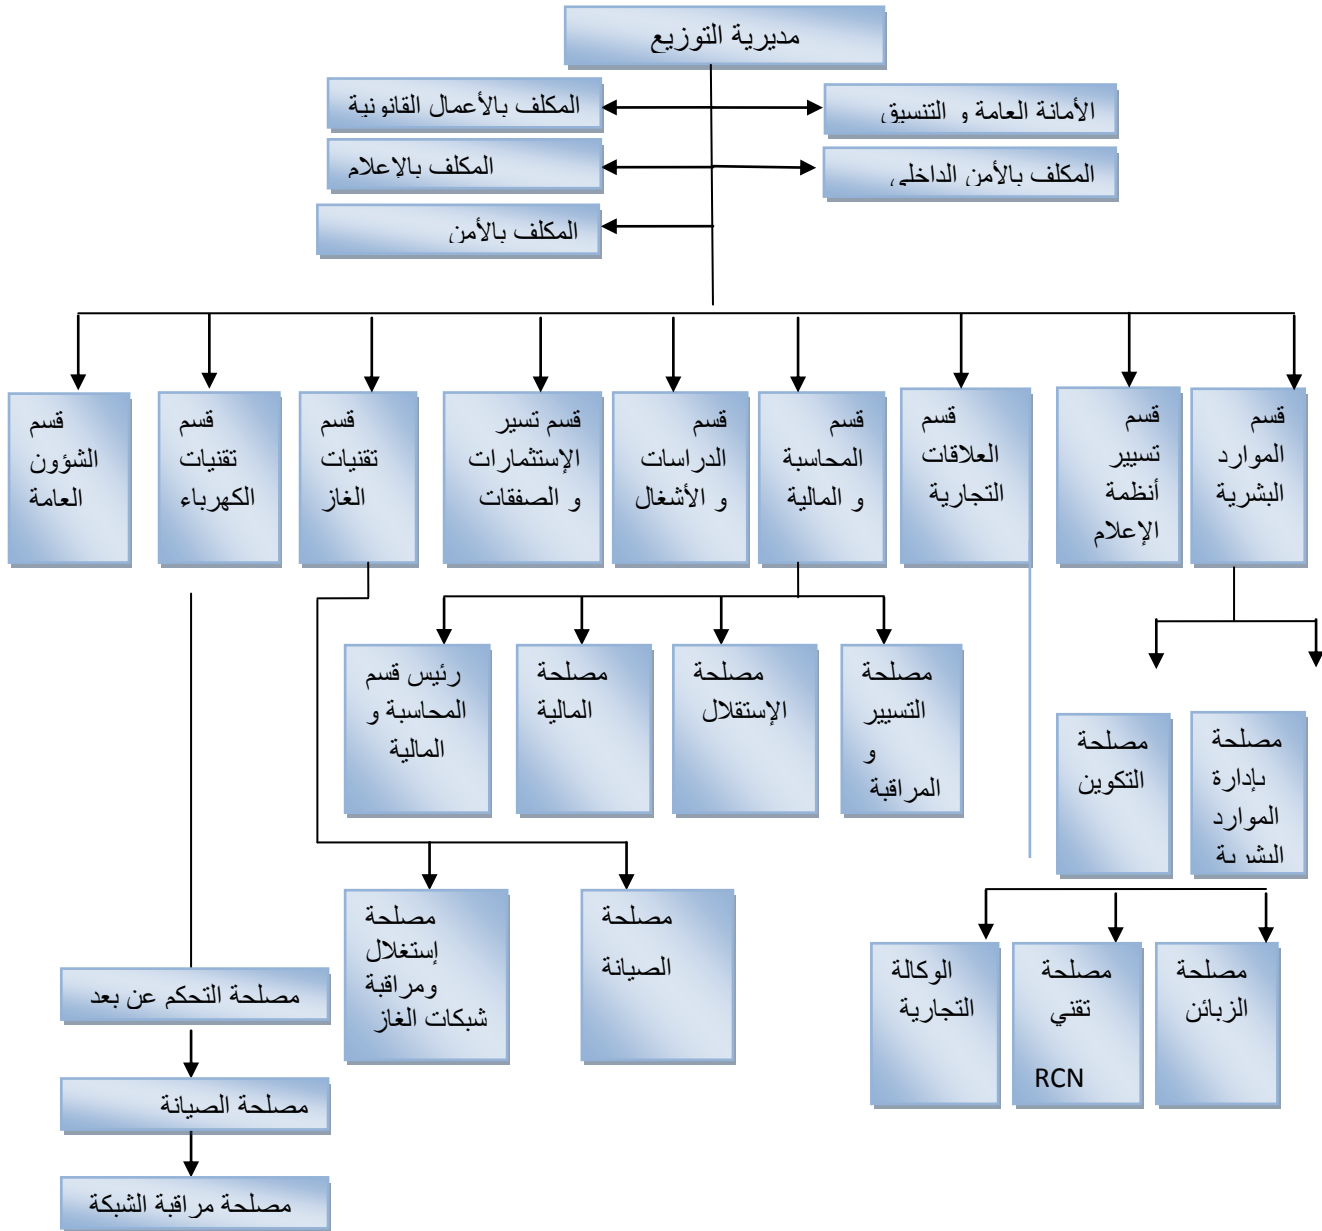 مديرية التوزيع
الأمانة العامة و التنسيق
المكلف بالأعمال القانونية
المكلف بالأمن الداخلي
المكلف بالإعلام
المكلف بالأمن
قسم
الموارد
البشرية
قسم
تسيير
أنظمة
الإعلام
قسم
العلاقات
التجارية
قسم
المحاسبة
و المالية
قسم
الدراسات
و الأشغال
قسم تسير
الإستثمارات
و الصفقات
قسم
تقنيات
الغاز
قسم
تقنيات
الكهرباء
قسم
الشؤون
العامة
مصلحة
التسيير
و
المراقبة
مصلحة
الإستقلال
مصلحة
المالية
رئيس قسم
المحاسبة و
المالية
مصلحة
بإدارة
الموارد
البشرية
مصلحة
التكوين
مصلحة
الصيانة
مصلحة
إستغلال
ومراقبة
شبكات الغاز
مصلحة
الزبائن
مصلحة
تقني
RCN
الوكالة
التجارية
مصلحة التحكم عن بعد
مصلحة الصيانة
مصلحة مراقبة الشبكة